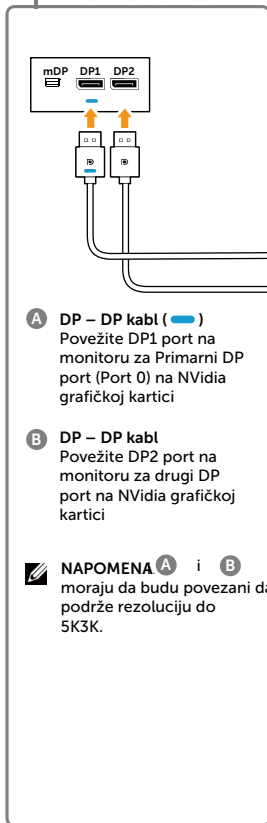 mDP DP1 DP2
A DP – DP kabl ( )
Povežite DP1 port na
monitoru za Primarni DP
port (Port 0) na NVidia
grafičkoj kartici
B DP – DP kabl
Povežite DP2 port na
monitoru za drugi DP
port na NVidia grafičkoj
kartici
NAPOMENA: A i B
moraju da budu povezani da
podrže rezoluciju do
5K3K.